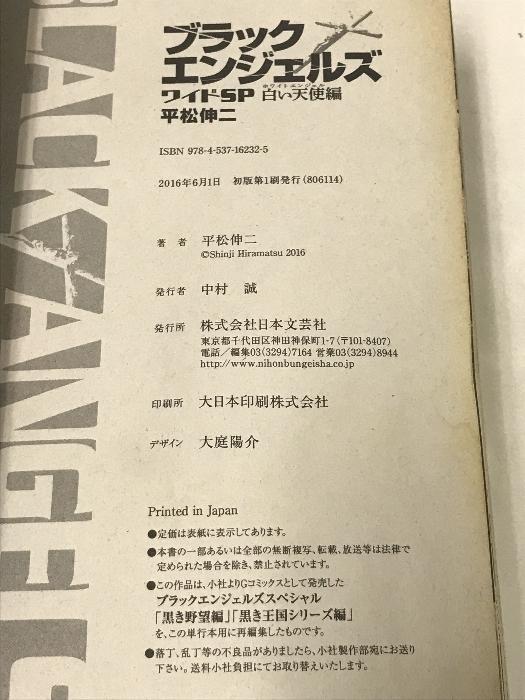 BLACK ANGELS
ブラック
エンジェルズ
ワイドSP 白い天使編
ホワイトエンジェル
平松伸二
ISBN 978-4-537-16232-5
2016年6月1日 初版第1刷発行(806114)
著者 平松伸二
©Shinji Hiramatsu 2016
発行者 中村 誠
発行所 株式会社日本文芸社
東京都千代田区神田神保町1-7(〒101-8407)
電話/編集03(3294)7164 営業03(3294)8944
http://www.nihonbungeisha.co.jp
印刷所 大日本印刷株式会社
デザイン 大庭陽介
Printed in Japan
●定価は表紙に表示してあります。
●本書の一部あるいは全部の無断複写、転載、放送等は法律で
定められた場合を除き、禁止されています。
●この作品は、小社よりGコミックスとして発売した
ブラックエンジェルズスペシャル
「黒き野望編」「黒き王国シリーズ編」
を、この単行本用に再編集したものです。
●落丁、乱丁等の不良品がありましたら、小社製作部宛にお送り
下さい。送料小社負担にてお取り替えいたします。